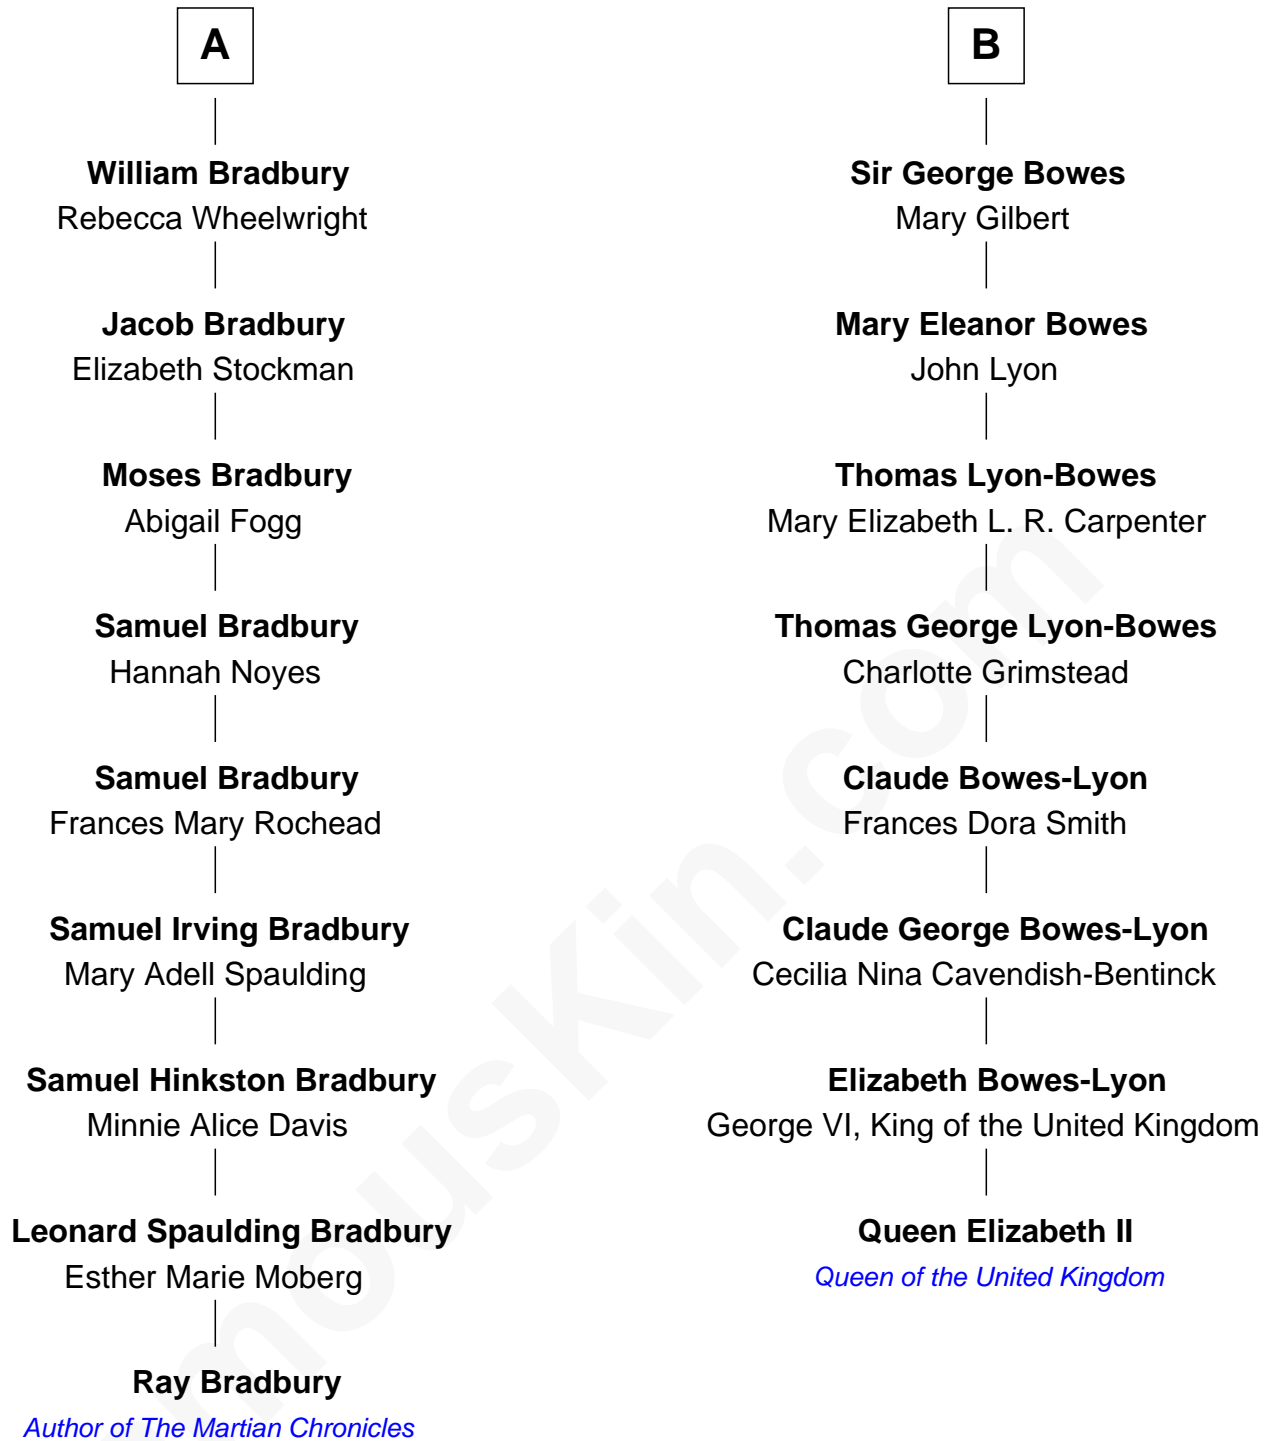 A
William Bradbury
Rebecca Wheelwright
Jacob Bradbury
Elizabeth Stockman
Moses Bradbury
Abigail Fogg
Samuel Bradbury
Hannah Noyes
Samuel Bradbury
Frances Mary Rochead
Samuel Irving Bradbury
Mary Adell Spaulding
Samuel Hinkston Bradbury
Minnie Alice Davis
Leonard Spaulding Bradbury
Esther Marie Moberg
Ray Bradbury
Author of The Martian Chronicles
B
Sir George Bowes
Mary Gilbert
Mary Eleanor Bowes
John Lyon
Thomas Lyon-Bowes
Mary Elizabeth L. R. Carpenter
Thomas George Lyon-Bowes
Charlotte Grimstead
Claude Bowes-Lyon
Frances Dora Smith
Claude George Bowes-Lyon
Cecilia Nina Cavendish-Bentinck
Elizabeth Bowes-Lyon
George VI, King of the United Kingdom
Queen Elizabeth II
Queen of the United Kingdom
mousKin.com